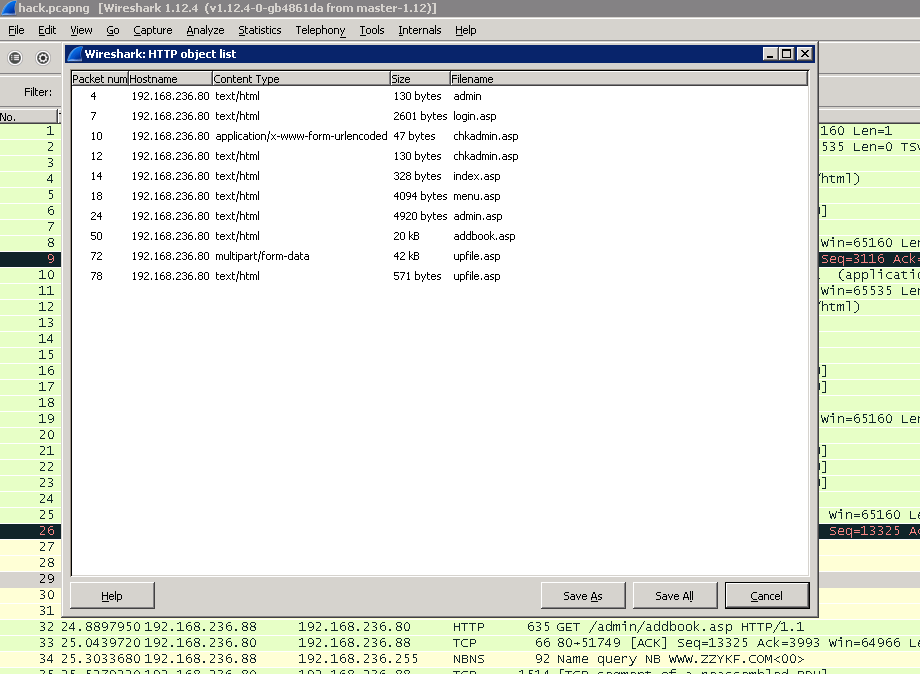 hack.pcapng [Wireshark 1.12.4 (v1.12.4-0-gb4861da from master-1.12)]
File Edit View Go Capture Analyze Statistics Telephony Tools Internals Help
Wireshark: HTTP object list
Filter:
Packet num Hostname Content Type Size Filename
4 192.168.236.80 text/html 130 bytes admin
7 192.168.236.80 text/html 2601 bytes login.asp
10 192.168.236.80 application/x-www-form-urlencoded 47 bytes chkadmin.asp
12 192.168.236.80 text/html 130 bytes chkadmin.asp
14 192.168.236.80 text/html 328 bytes index.asp
18 192.168.236.80 text/html 4094 bytes menu.asp
24 192.168.236.80 text/html 4920 bytes admin.asp
50 192.168.236.80 text/html 20 kB addbook.asp
72 192.168.236.80 multipart/form-data 42 kB upfile.asp
78 192.168.236.80 text/html 571 bytes upfile.asp
Help Save As Save All Cancel
No.
1 160 Len=1
2 535 Len=0 TSv
3
4 /html)
5
6 ]
7
8 Win=65160 Len
9 Seq=3116 Ack=
10 (applicatio
11 Win=65535 Len
12 /html)
13
14
15
16 ]
17 ]
18
19 Win=65160 Len
20
21 ]
22 ]
23 ]
24
25 Win=65160 Le
26 Seq=13325 Ac
27
28
29
30
31
32 24.8897950 192.168.236.88 192.168.236.80 HTTP 635 GET /admin/addbook.asp HTTP/1.1
33 25.0439720 192.168.236.80 192.168.236.88 TCP 66 80→51749 [ACK] Seq=13325 Ack=3993 Win=64966 Le
34 25.3033680 192.168.236.88 192.168.236.255 NBNS 92 Name query NB WWW.ZZYKF.COM<00>